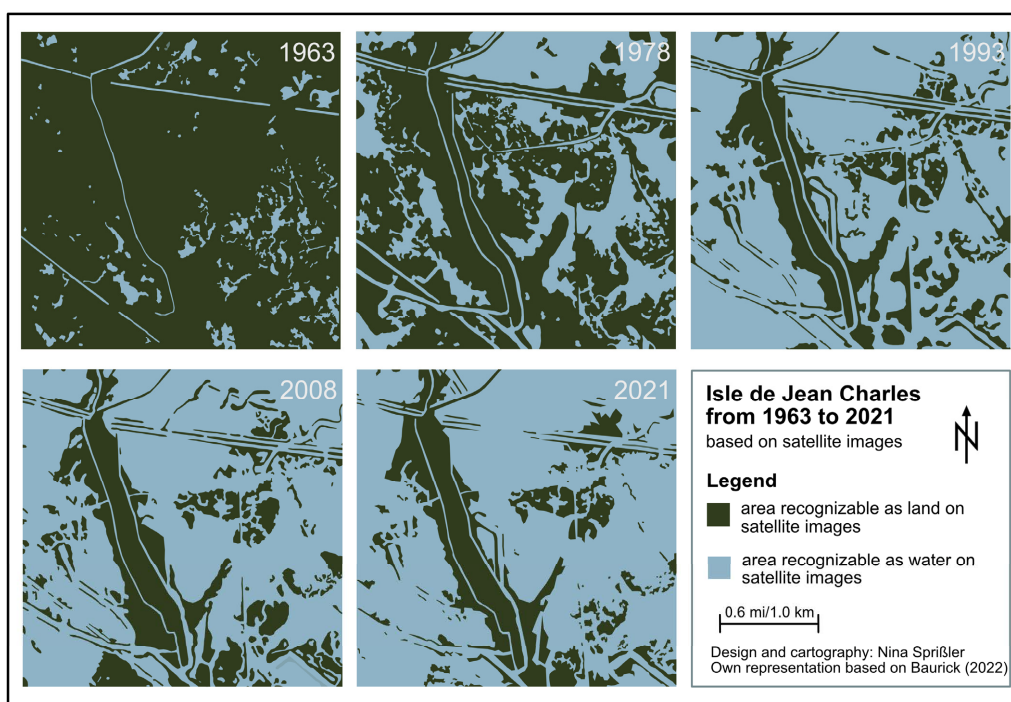 1963
1978
1993
2008
2021
Isle de Jean Charles
from 1963 to 2021
based on satellite images
N
Legend
area recognizable as land on
satellite images
area recognizable as water on
satellite images
0.6 mi/1.0 km
Design and cartography: Nina Sprißler
Own representation based on Baurick (2022)